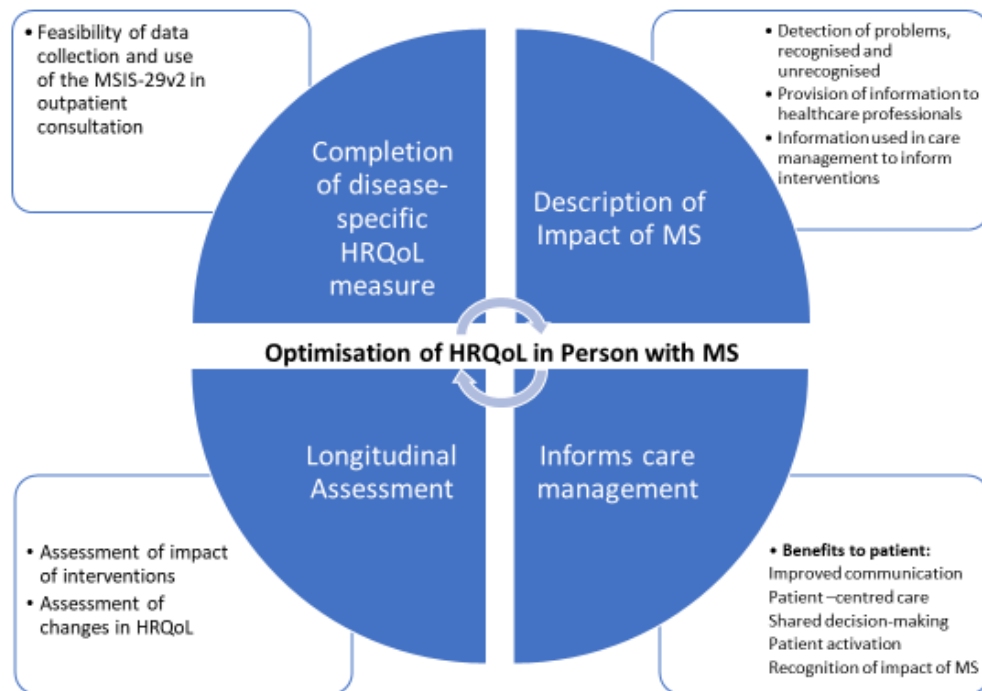 • Feasibility of data
collection and use
of the MSIS-29v2 in
outpatient
consultation
Completion
of disease-
specific
HRQoL
measure
Description of
Impact of MS
• Detection of problems,
recognised and
unrecognised
• Provision of information to
healthcare professionals
• Information used in care
management to inform
interventions
Optimisation of HRQoL in Person with MS
• Assessment of impact
of interventions
• Assessment of
changes in HRQoL
Longitudinal
Assessment
Informs care
management
• Benefits to patient:
Improved communication
Patient –centred care
Shared decision-making
Patient activation
Recognition of impact of MS